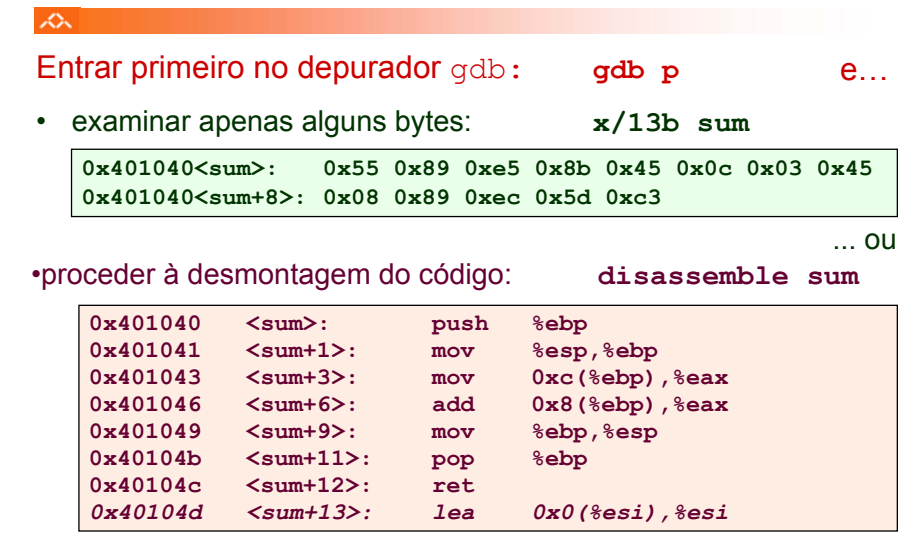 Entrar primeiro no depurador gdb: gdb p e…
• examinar apenas alguns bytes: x/13b sum
0x401040<sum>: 0x55 0x89 0xe5 0x8b 0x45 0x0c 0x03 0x45
0x401040<sum+8>: 0x08 0x89 0xec 0x5d 0xc3
... ou
•proceder à desmontagem do código: disassemble sum
0x401040 <sum>: push %ebp
0x401041 <sum+1>: mov %esp,%ebp
0x401043 <sum+3>: mov 0xc(%ebp),%eax
0x401046 <sum+6>: add 0x8(%ebp),%eax
0x401049 <sum+9>: mov %ebp,%esp
0x40104b <sum+11>: pop %ebp
0x40104c <sum+12>: ret
0x40104d <sum+13>: lea 0x0(%esi),%esi